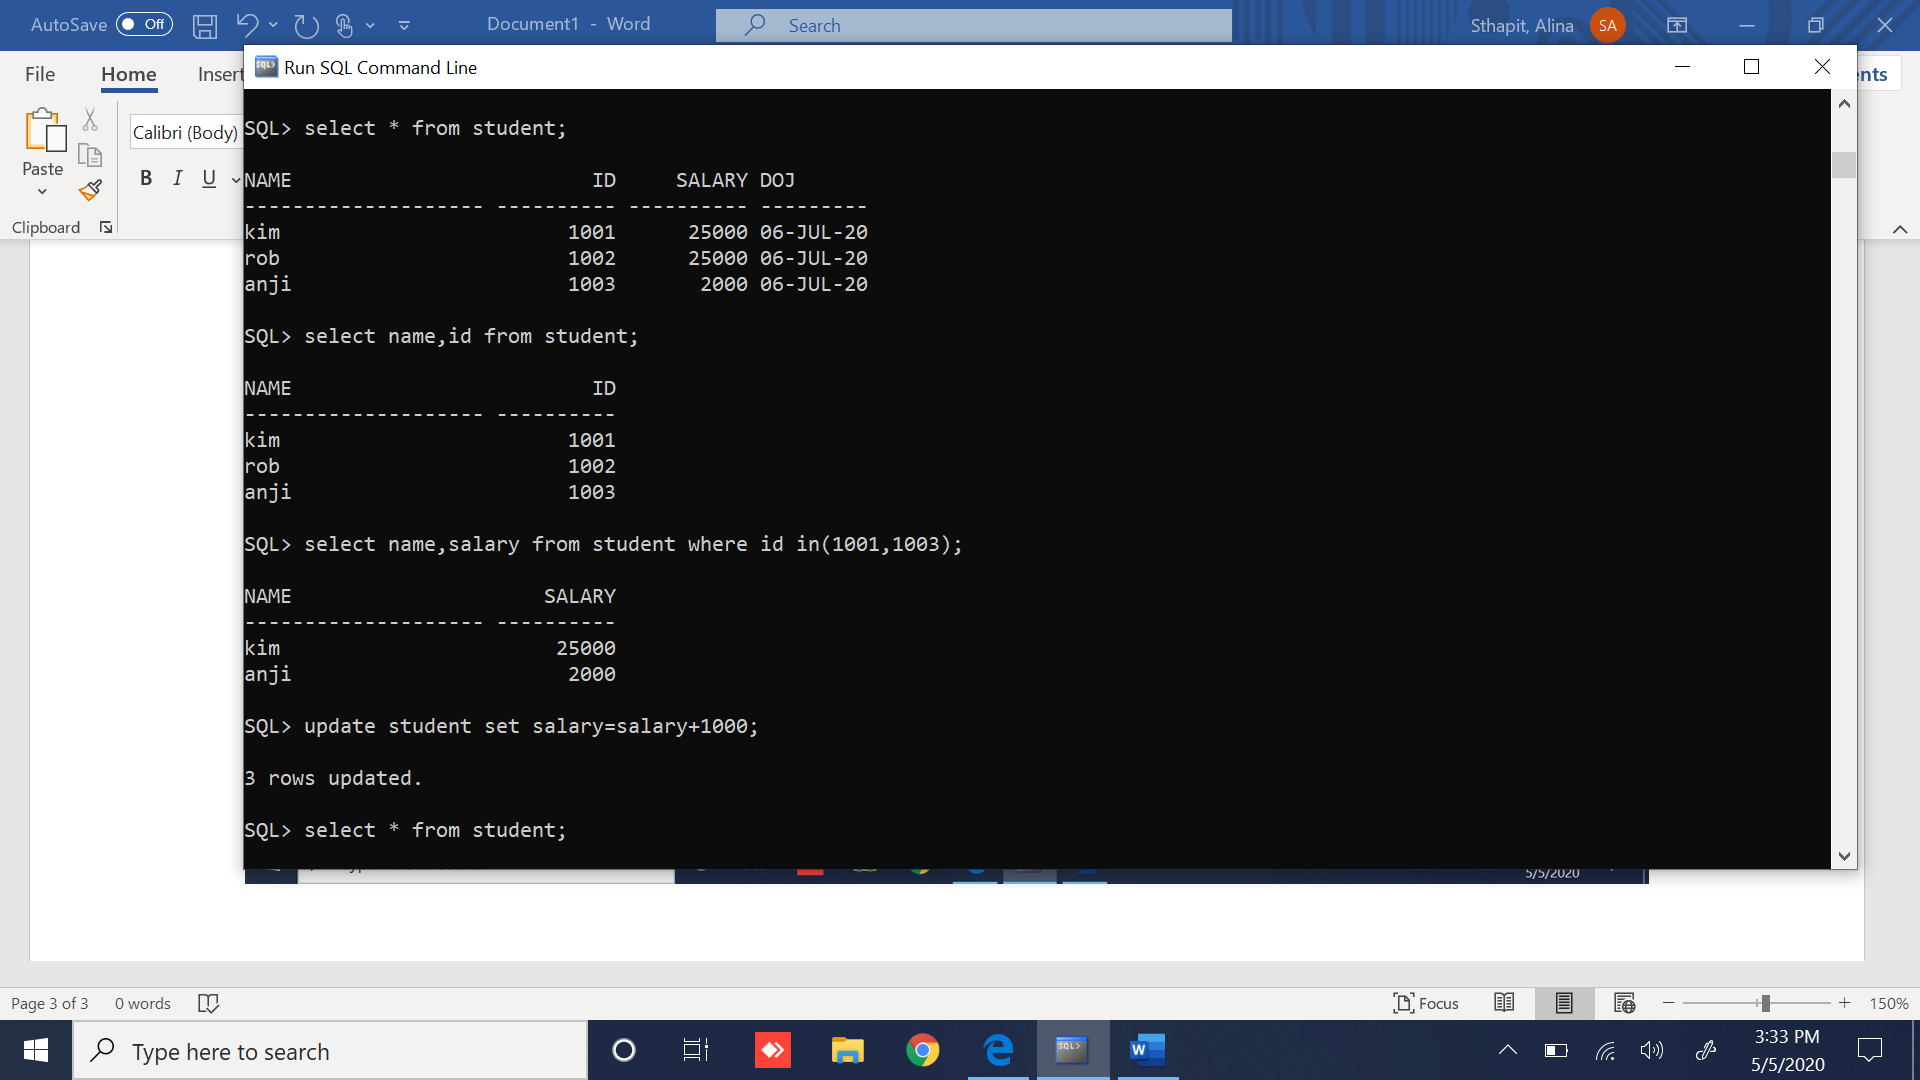 AutoSave Off Document1 - Word Search Sthapit, Alina SA
Run SQL Command Line
File Home Insert nts
Calibri (Body)
Paste
B I U
Clipboard
SQL> select * from student;
NAME ID SALARY DOJ
-------------------- ---------- ---------- ---------
kim 1001 25000 06-JUL-20
rob 1002 25000 06-JUL-20
anji 1003 2000 06-JUL-20
SQL> select name,id from student;
NAME ID
-------------------- ----------
kim 1001
rob 1002
anji 1003
SQL> select name,salary from student where id in(1001,1003);
NAME SALARY
-------------------- ----------
kim 25000
anji 2000
SQL> update student set salary=salary+1000;
3 rows updated.
SQL> select * from student;
5/5/2020
Page 3 of 3 0 words Focus 150%
Type here to search SQL> W 3:33 PM
5/5/2020